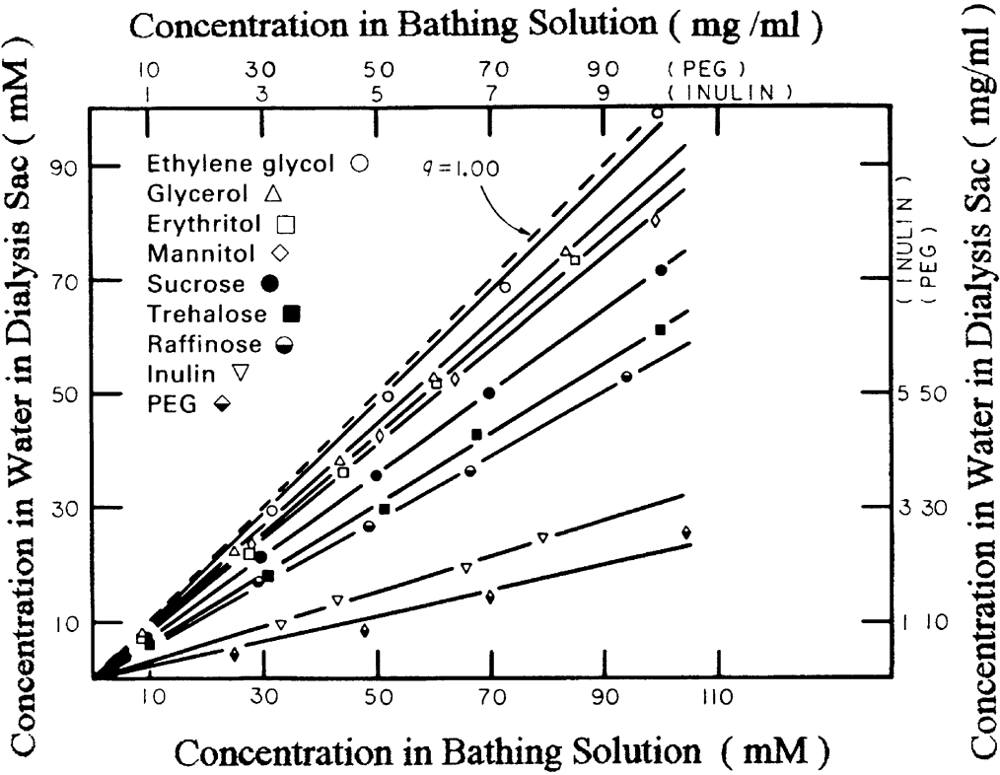 Concentration in Bathing Solution ( mg /ml )
10 30 50 70 90 ( PEG )
1 3 5 7 9 ( INULIN )
Concentration in Water in Dialysis Sac ( mM )
90
70
50
30
10
Ethylene glycol
Glycerol
Erythritol
Mannitol
Sucrose
Trehalose
Raffinose
Inulin
PEG
q=1.00
( INULIN )
( PEG )
5 50
3 30
1 10
Concentration in Water in Dialysis Sac ( mg/ml )
10 30 50 70 90 110
Concentration in Bathing Solution ( mM )